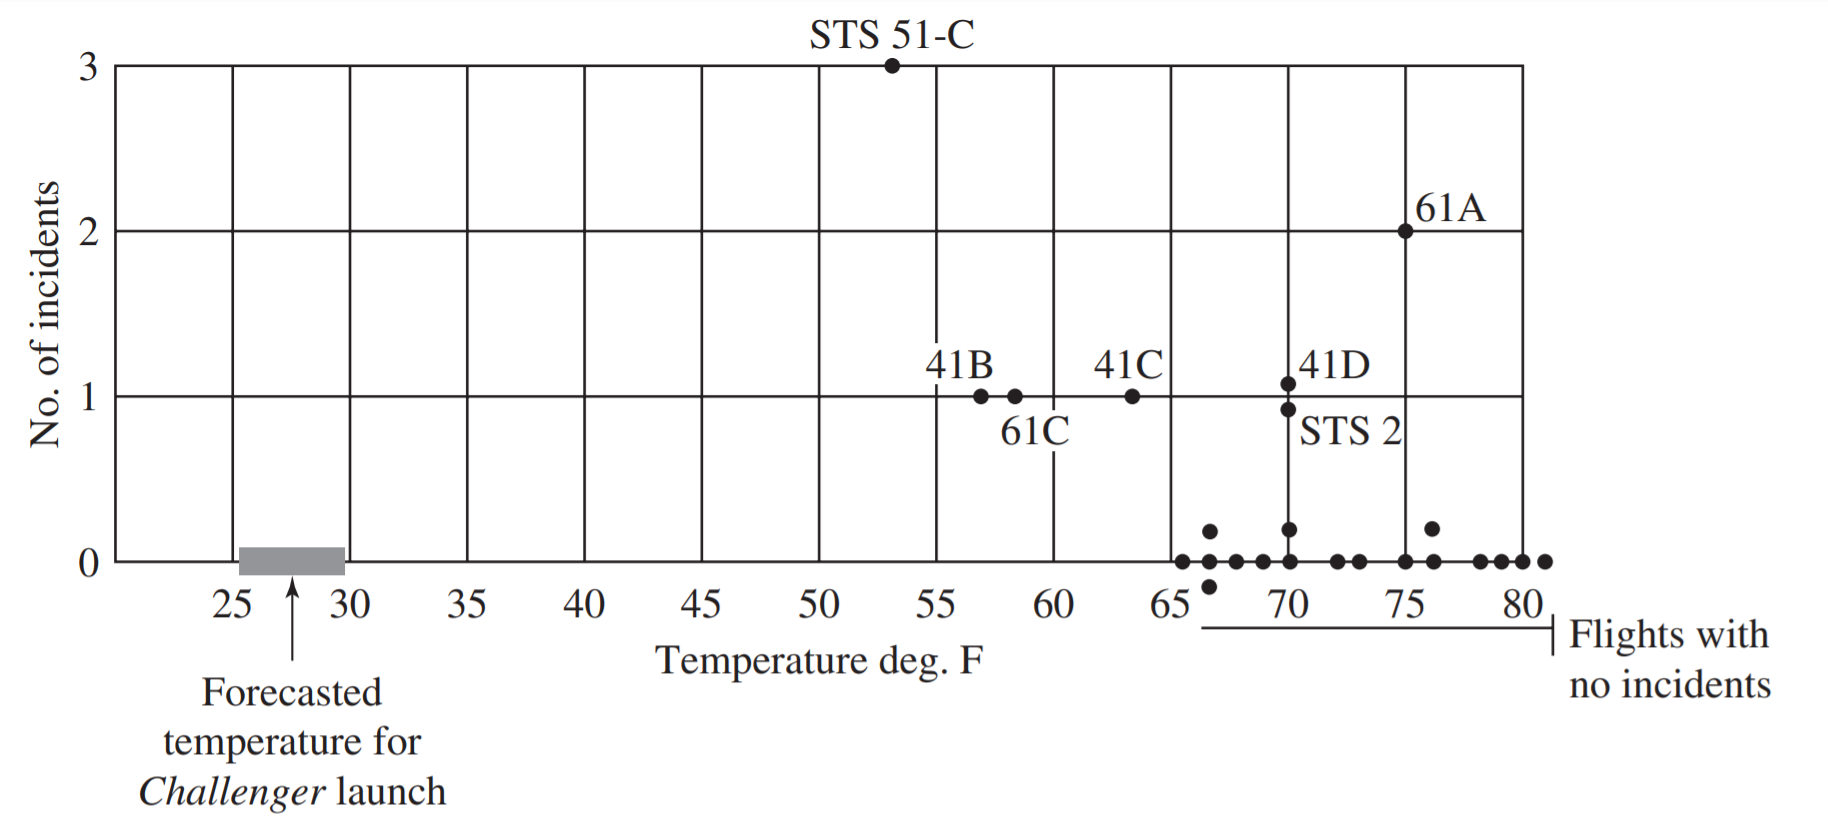 STS 51-C
3
61A
2
No. of incidents
41B
41C
41D
1
61C
STS 2
0
25 30 35 40 45 50 55 60 65 70 75 80
Flights with
no incidents
Temperature deg. F
Forecasted
temperature for
Challenger launch